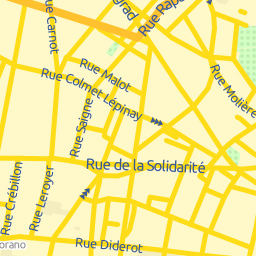 Rue Carnot
grad
Rue Rap
Rue Malot
Rue Colmet Lépinay
Rue Molière
Rue Saigne
Rue de la Solidarité
Rue Crébillon
Rue Leroyer
Rue Diderot
orano